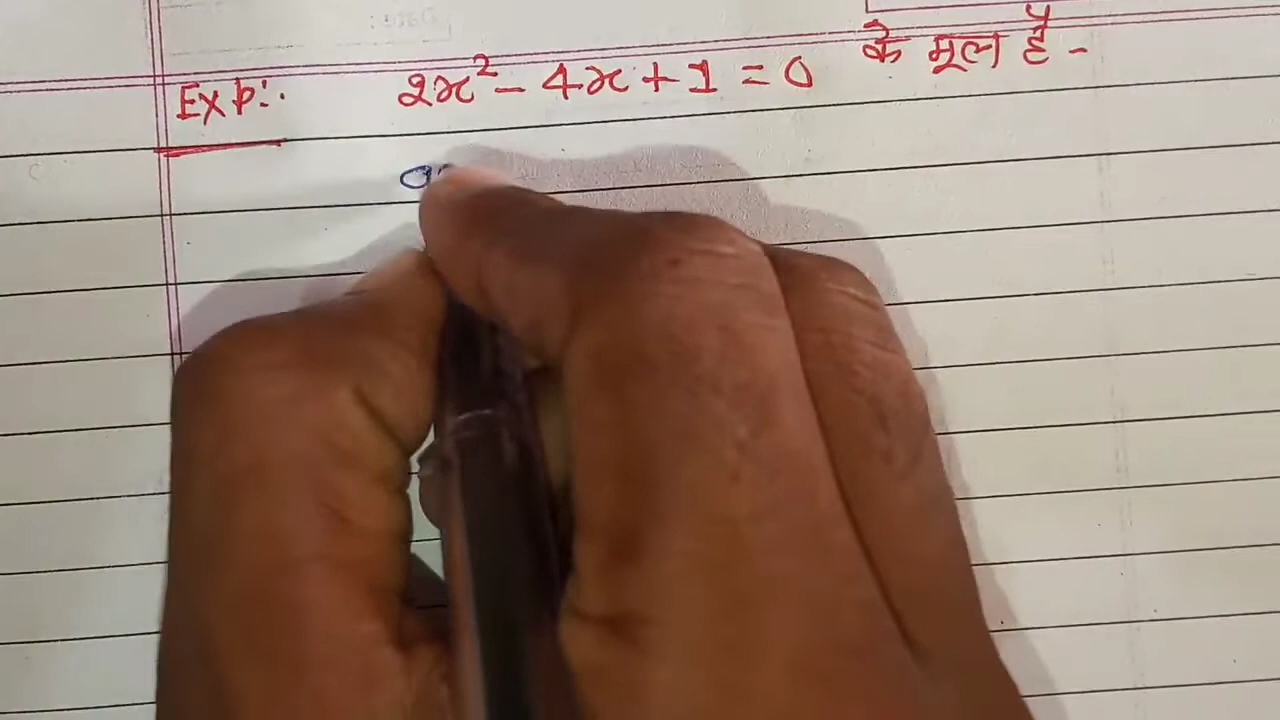 Exp:. 2x² - 4x + 1 = 0 के मूल हैं -